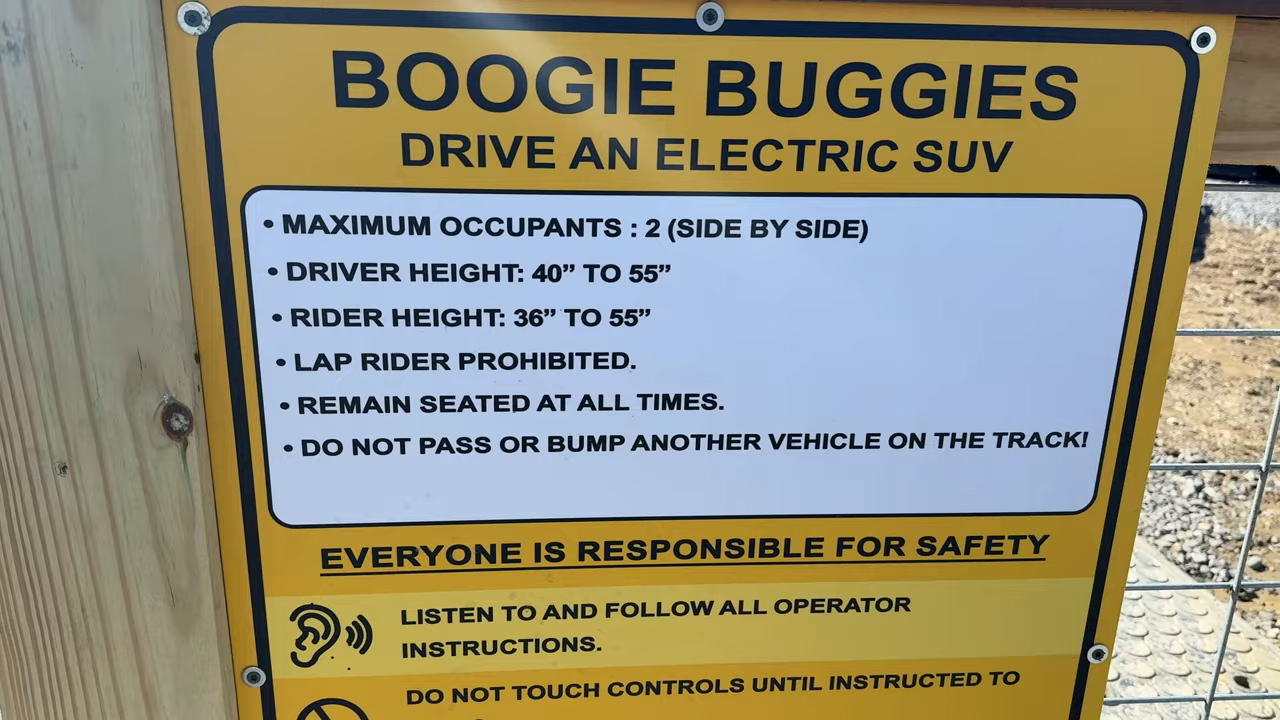 BOOGIE BUGGIES
DRIVE AN ELECTRIC SUV
• MAXIMUM OCCUPANTS : 2 (SIDE BY SIDE)
• DRIVER HEIGHT: 40” TO 55”
• RIDER HEIGHT: 36” TO 55”
• LAP RIDER PROHIBITED.
• REMAIN SEATED AT ALL TIMES.
• DO NOT PASS OR BUMP ANOTHER VEHICLE ON THE TRACK!
EVERYONE IS RESPONSIBLE FOR SAFETY
LISTEN TO AND FOLLOW ALL OPERATOR
INSTRUCTIONS.
DO NOT TOUCH CONTROLS UNTIL INSTRUCTED TO